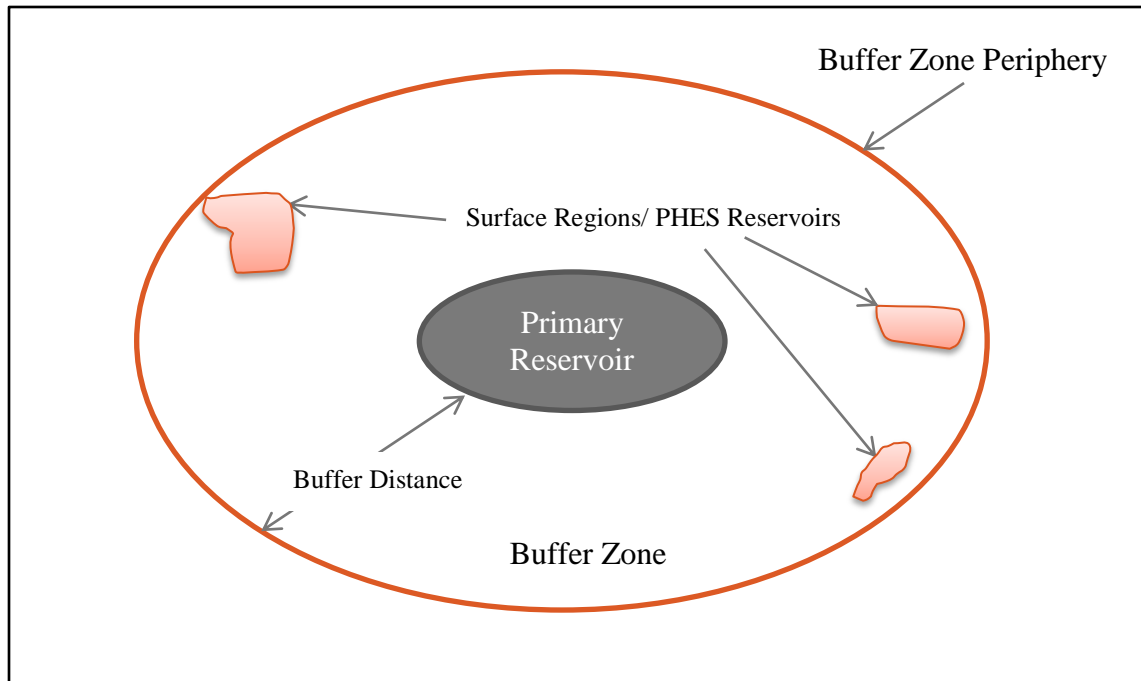 Buffer Zone Periphery
Surface Regions/ PHES Reservoirs
Primary
Reservoir
Buffer Distance
Buffer Zone